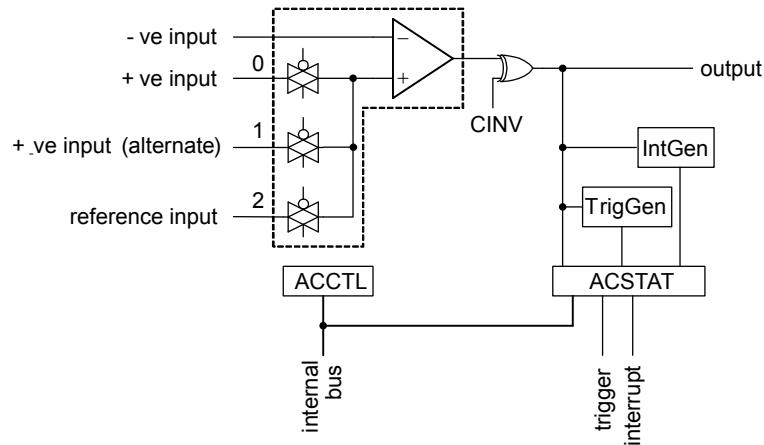 - ve input
−
0
+ ve input
+
output
CINV
1
+ ve input (alternate)
IntGen
2
reference input
TrigGen
ACCTL
ACSTAT
internal
bus
trigger
interrupt